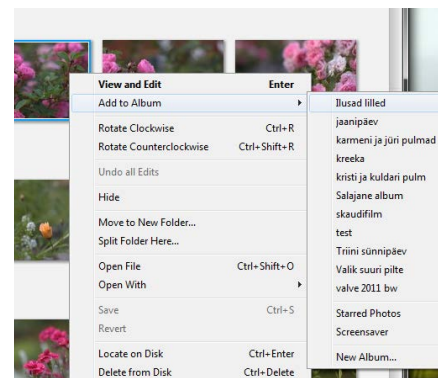 View and Edit Enter
Add to Album
Rotate Clockwise Ctrl+R
Rotate Counterclockwise Ctrl+Shift+R
Undo all Edits
Hide
Move to New Folder...
Split Folder Here...
Open File Ctrl+Shift+O
Open With
Save Ctrl+S
Revert
Locate on Disk Ctrl+Enter
Delete from Disk Ctrl+Delete
Ilusad lilled
jaanipäev
karmeni ja jüri pulmad
kreeka
kristi ja kuldari pulm
Salajane album
skaudifilm
test
Triini sünnipäev
Valik suuri pilte
valve 2011 bw
Starred Photos
Screensaver
New Album...